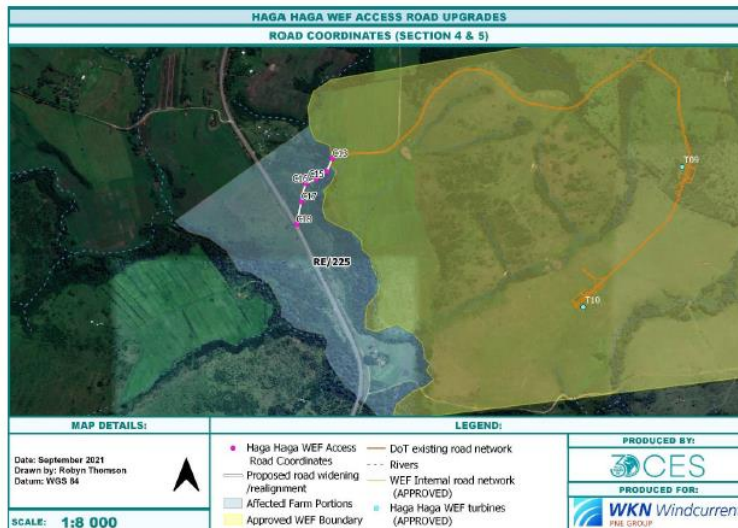 HAGA HAGA WEF ACCESS ROAD UPGRADES
ROAD COORDINATES (SECTION 4 & 5)
C13
C15
C17
C18
RE/225
T09
T10
MAP DETAILS:
Date: September 2021
Drawn by: Robyn Thomson
Datum: WGS 84
SCALE: 1:8 000
LEGEND:
Haga Haga WEF Access
Road Coordinates
Proposed road widening
/realignment
Affected Farm Portions
Approved WEF Boundary
DoT existing road network
Rivers
WEF Internal road network
(APPROVED)
Haga Haga WEF turbines
(APPROVED)
PRODUCED BY:
CES
PRODUCED FOR:
WKN Windcurrent
PNE GROUP